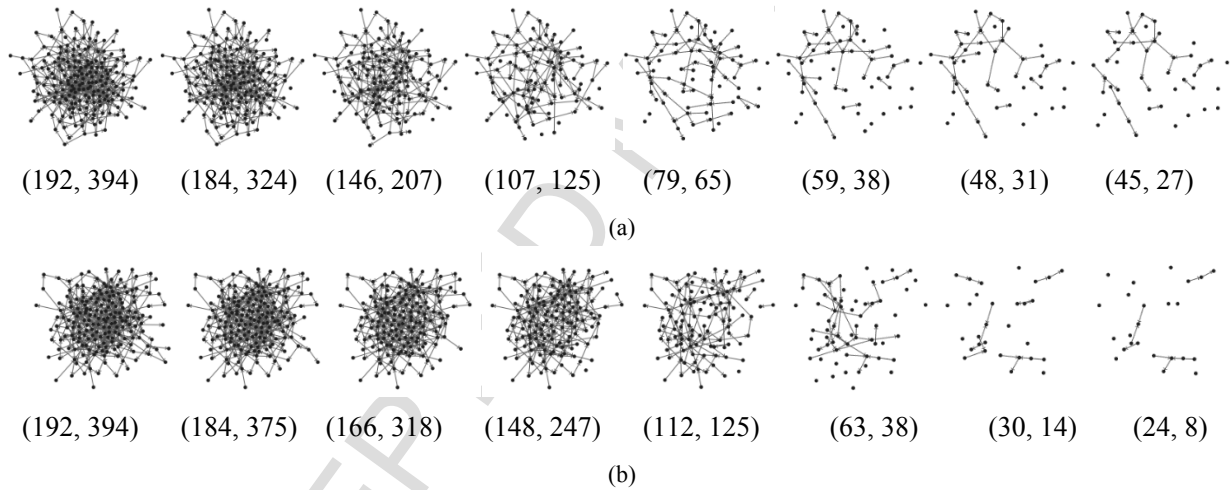 (192, 394) (184, 324) (146, 207) (107, 125) (79, 65) (59, 38) (48, 31) (45, 27)
(a)
(192, 394) (184, 375) (166, 318) (148, 247) (112, 125) (63, 38) (30, 14) (24, 8)
(b)